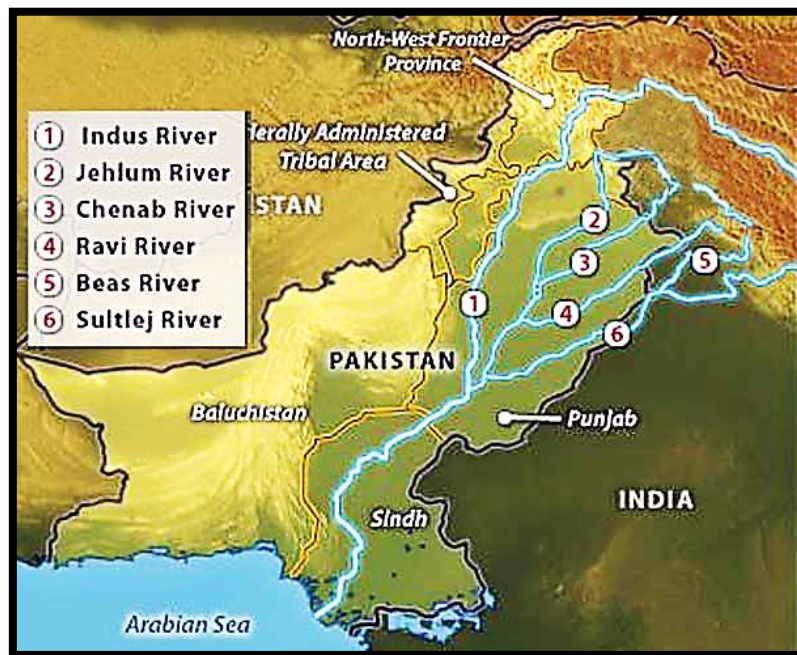 North-West Frontier
Province
1 Indus River
2 Jehlum River
3 Chenab River
4 Ravi River
5 Beas River
6 Sultlej River
erally Administered
Tribal Area
STAN
2
3
5
1
4
6
PAKISTAN
Baluchistan
Punjab
INDIA
Sindh
Arabian Sea